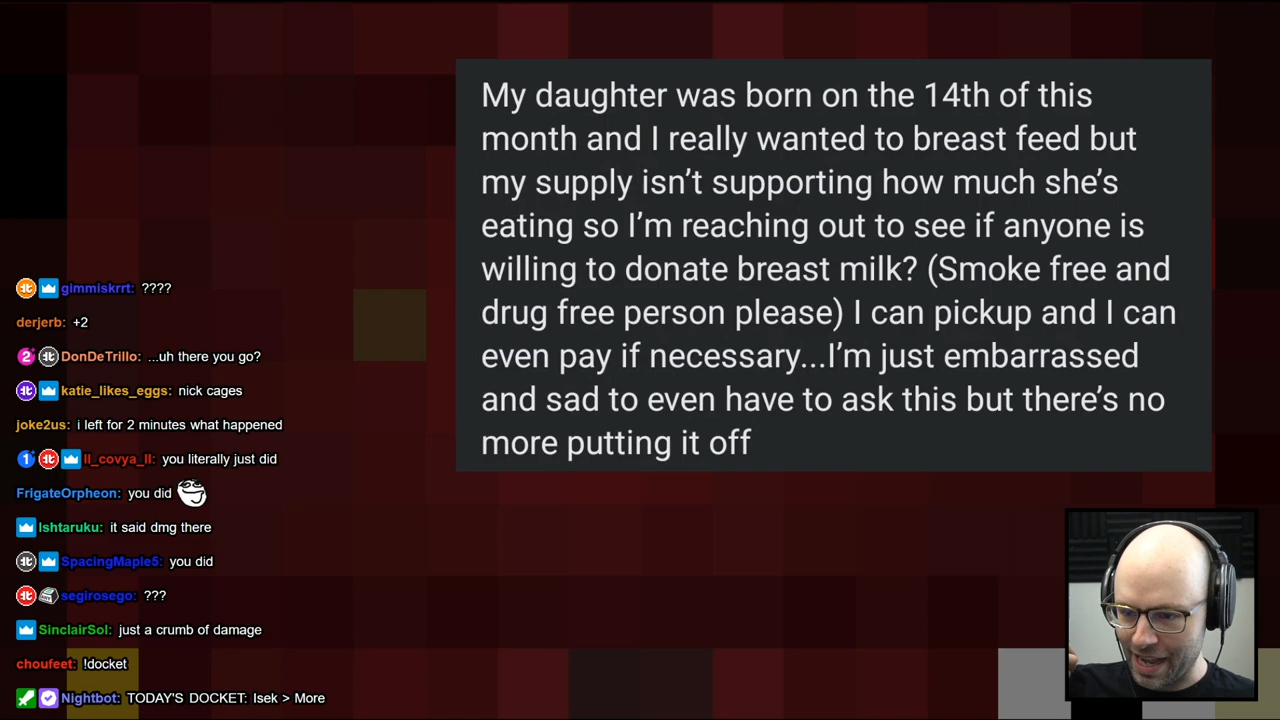 My daughter was born on the 14th of this
month and I really wanted to breast feed but
my supply isn’t supporting how much she’s
eating so I’m reaching out to see if anyone is
willing to donate breast milk? (Smoke free and
drug free person please) I can pickup and I can
even pay if necessary...I’m just embarrassed
and sad to even have to ask this but there’s no
more putting it off
gimmiskrrt: ????
derjerb: +2
2 DonDeTrillo: ...uh there you go?
katie_likes_eggs: nick cages
joke2us: i left for 2 minutes what happened
1 ll_covya_ll: you literally just did
FrigateOrpheon: you did
Ishtaruku: it said dmg there
SpacingMaple5: you did
segirosego: ???
SinclairSol: just a crumb of damage
choufeet: !docket
Nightbot: TODAY'S DOCKET: Isek > More